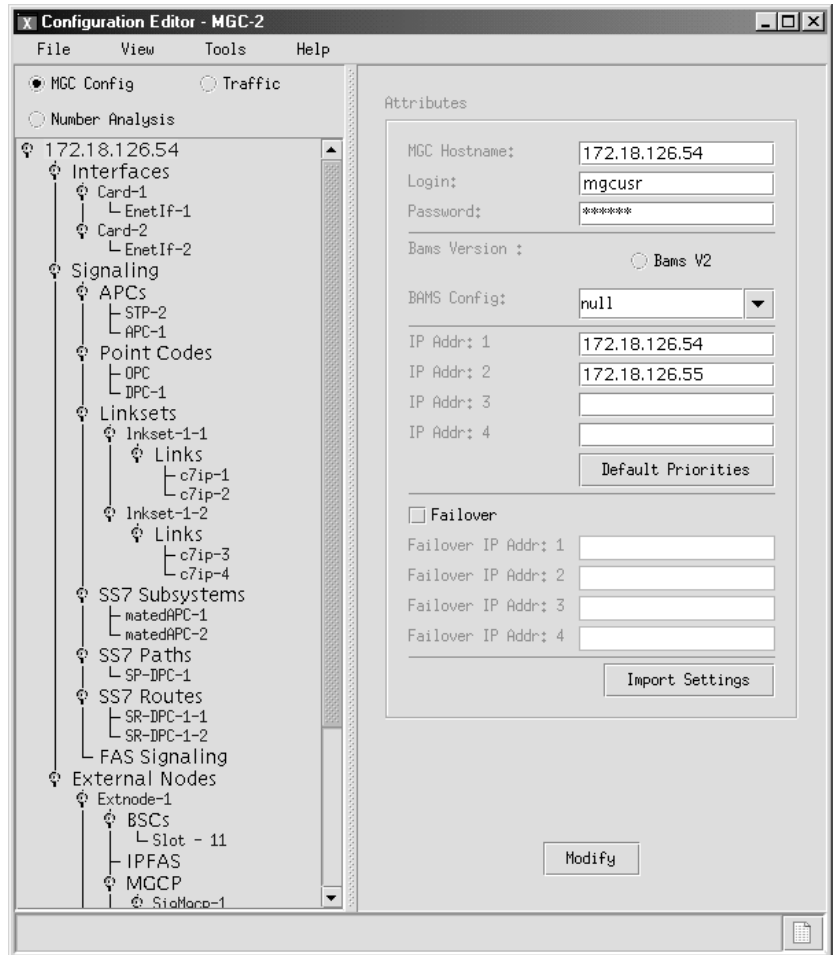 Configuration Editor - MGC-2
File View Tools Help
MGC Config Traffic
Number Analysis
172.18.126.54
Interfaces
Card-1
EnetIf-1
Card-2
EnetIf-2
Signaling
APCs
STP-2
APC-1
Point Codes
OPC
DPC-1
Linksets
lnkset-1-1
Links
c7ip-1
c7ip-2
lnkset-1-2
Links
c7ip-3
c7ip-4
SS7 Subsystems
matedAPC-1
matedAPC-2
SS7 Paths
SP-DPC-1
SS7 Routes
SR-DPC-1-1
SR-DPC-1-2
FAS Signaling
External Nodes
Extnode-1
BSCs
Slot - 11
IPFAS
MGCP
SigMgcp-1
Attributes
MGC Hostname: 172.18.126.54
Login: mgcusr
Password: ******
Bams Version : Bams V2
BAMS Config: null
IP Addr: 1 172.18.126.54
IP Addr: 2 172.18.126.55
IP Addr: 3
IP Addr: 4
Default Priorities
Failover
Failover IP Addr: 1
Failover IP Addr: 2
Failover IP Addr: 3
Failover IP Addr: 4
Import Settings
Modify